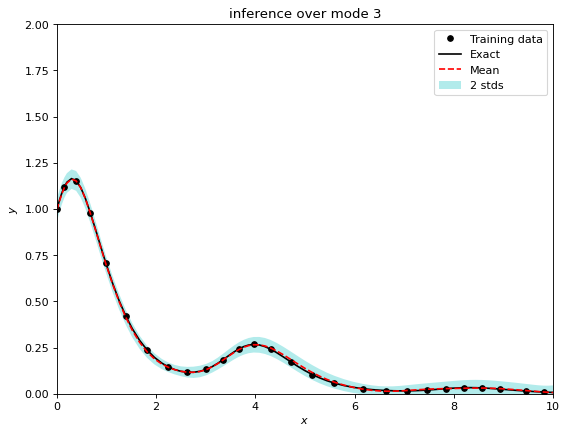 inference over mode 3
2.00
1.75
1.50
1.25
1.00
0.75
0.50
0.25
0.00
y
Training data
Exact
Mean
2 stds
0 2 4 6 8 10
x